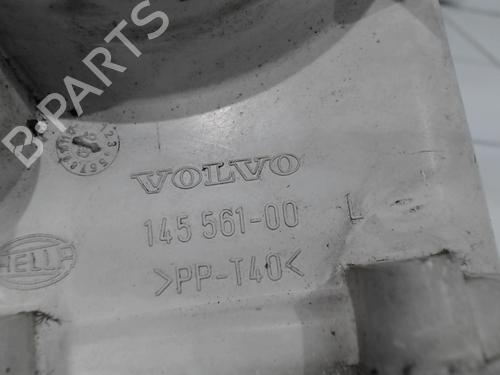 B-PARTS
VOLVO
145 561-00 L
HELLA
>PP-T40<